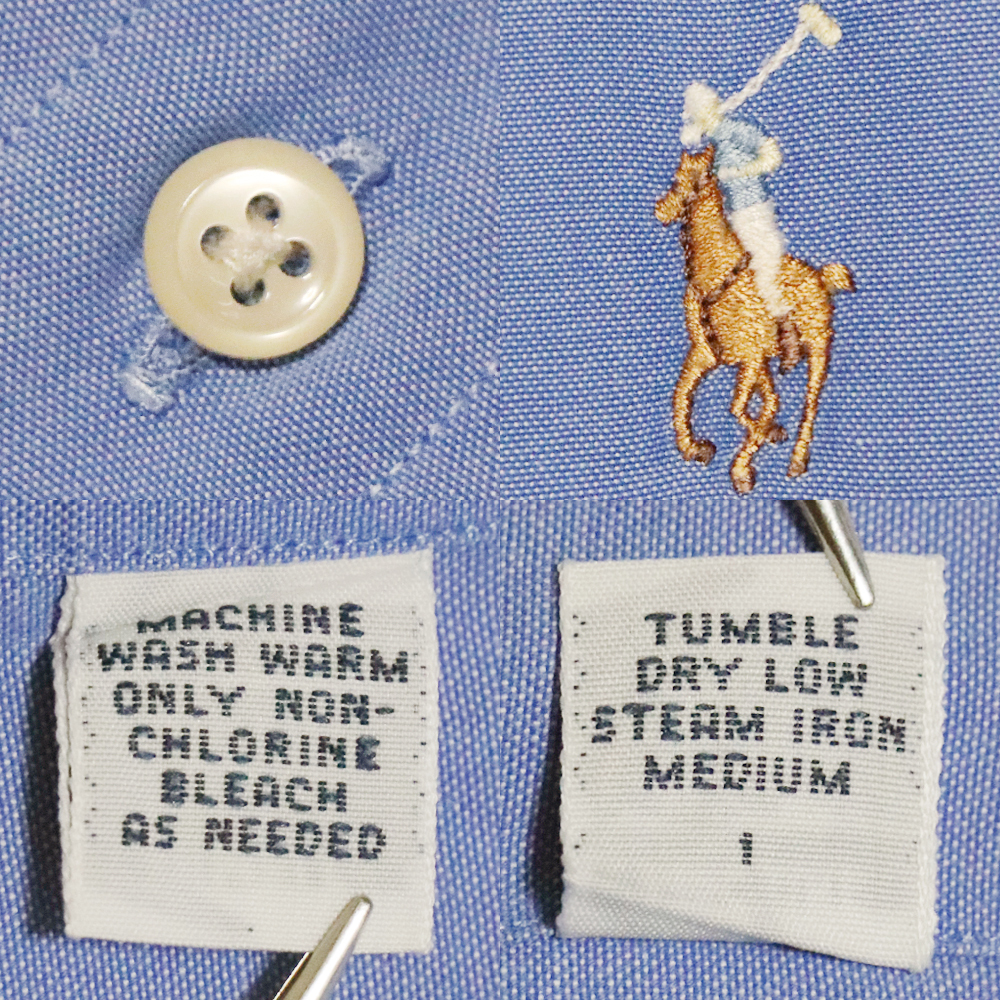 MACHINE
WASH WARM
ONLY NON-
CHLORINE
BLEACH
AS NEEDED
TUMBLE
DRY LOW
STEAM IRON
MEDIUM
1